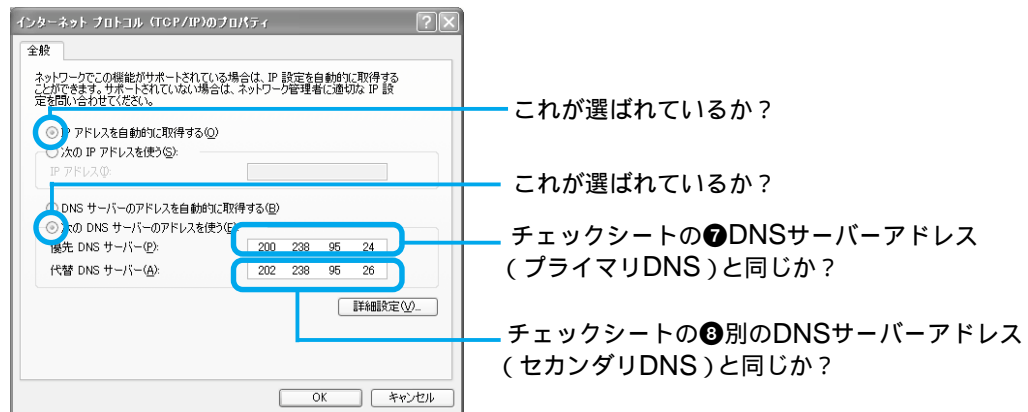 インターネット プロトコル (TCP/IP)のプロパティ
全般
ネットワークでこの機能がサポートされている場合は、IP 設定を自動的に取得する
ことができます。サポートされていない場合は、ネットワーク管理者に適切な IP 設
定を問い合わせてください。
IP アドレスを自動的に取得する(O)
次の IP アドレスを使う(S):
IP アドレス(I):
DNS サーバーのアドレスを自動的に取得する(B)
次の DNS サーバーのアドレスを使う(E):
優先 DNS サーバー(P): 200 238 95 24
代替 DNS サーバー(A): 202 238 95 26
詳細設定(V)...
OK キャンセル
これが選ばれているか?
これが選ばれているか?
チェックシートの❼DNSサーバーアドレス
(プライマリDNS)と同じか?
チェックシートの❽別のDNSサーバーアドレス
(セカンダリDNS)と同じか?